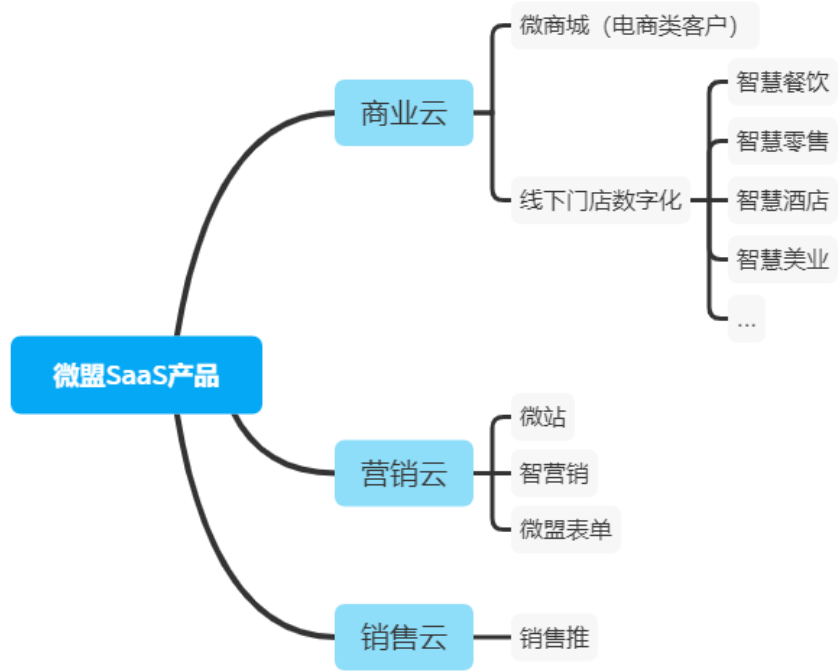 微盟SaaS产品
商业云
微商城（电商类客户）
线下门店数字化
智慧餐饮
智慧零售
智慧酒店
智慧美业
...
营销云
微站
智营销
微盟表单
销售云
销售推